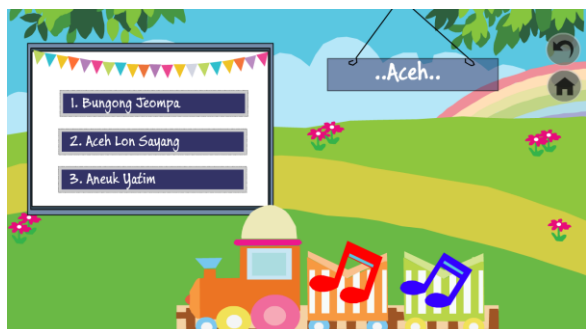 ..Aceh..
1. Bungong Jeompa
2. Aceh Lon Sayang
3. Aneuk Yatim